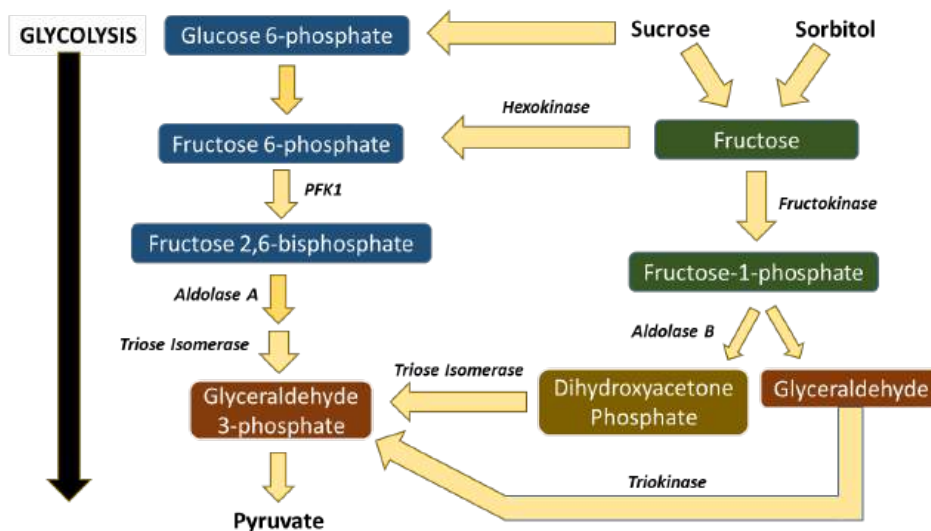 GLYCOLYSIS
Glucose 6-phosphate
Sucrose
Sorbitol
Hexokinase
Fructose 6-phosphate
Fructose
PFK1
Fructokinase
Fructose 2,6-bisphosphate
Fructose-1-phosphate
Aldolase A
Aldolase B
Triose Isomerase
Triose Isomerase
Glyceraldehyde
3-phosphate
Dihydroxyacetone
Phosphate
Glyceraldehyde
Triokinase
Pyruvate